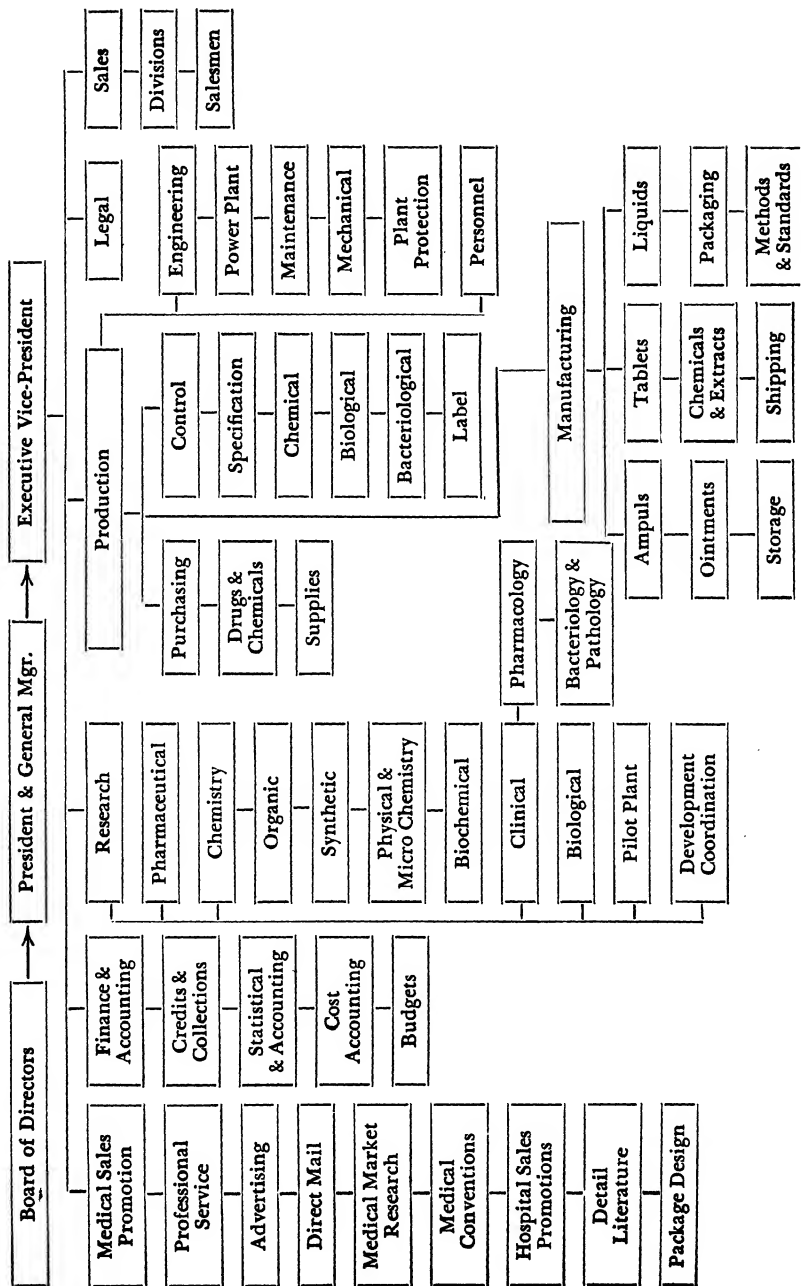 Board of Directors
President & General Mgr.
Executive Vice-President
Medical Sales
Promotion
Professional
Service
Advertising
Direct Mail
Medical Market
Research
Medical
Conventions
Hospital Sales
Promotions
Detail
Literature
Package Design
Finance &
Accounting
Credits &
Collections
Statistical
& Accounting
Cost
Accounting
Budgets
Research
Pharmaceutical
Chemistry
Organic
Synthetic
Physical &
Micro Chemistry
Biochemical
Clinical
Biological
Pilot Plant
Development
Coordination
Pharmacology
Bacteriology &
Pathology
Production
Purchasing
Drugs &
Chemicals
Supplies
Control
Specification
Chemical
Biological
Bacteriological
Label
Engineering
Power Plant
Maintenance
Mechanical
Plant
Protection
Personnel
Manufacturing
Ampuls
Ointments
Storage
Tablets
Chemicals
& Extracts
Shipping
Liquids
Packaging
Methods
& Standards
Legal
Sales
Divisions
Salesmen